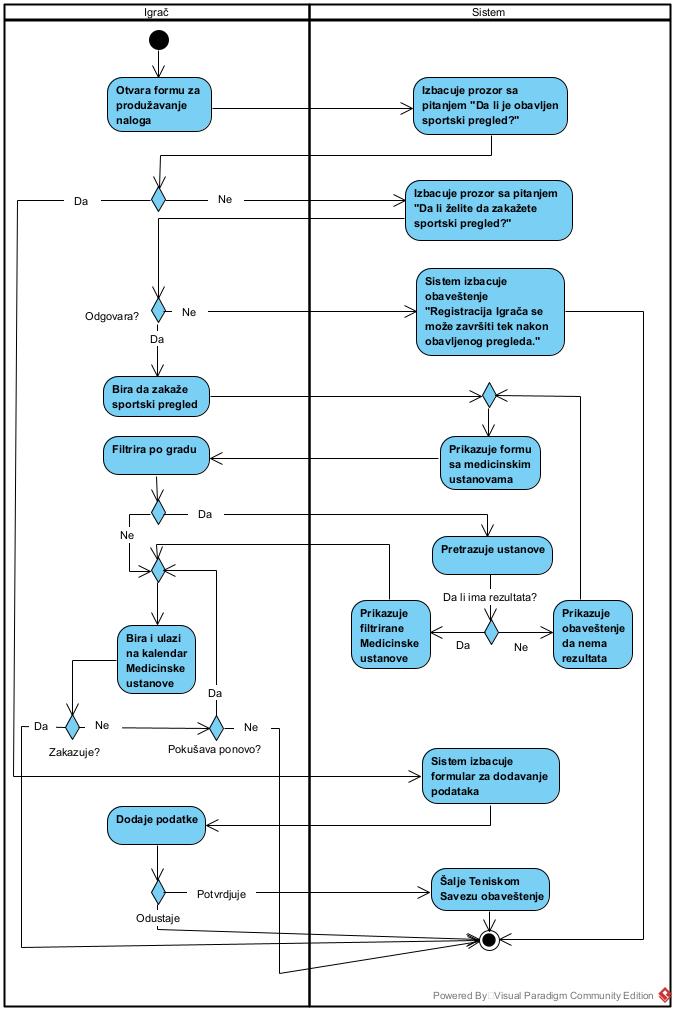 Igrač
Sistem
Otvara formu za
produžavanje
naloga
Izbacuje prozor sa
pitanjem "Da li je obavljen
sportski pregled?"
Da
Ne
Izbacuje prozor sa pitanjem
"Da li želite da zakažete
sportski pregled?"
Odgovara?
Ne
Da
Sistem izbacuje
obaveštenje
"Registracija Igrača se
može završiti tek nakon
obavljenog pregleda."
Bira da zakaže
sportski pregled
Filtrira po gradu
Prikazuje formu
sa medicinskim
ustanovama
Da
Ne
Pretrazuje ustanove
Da li ima rezultata?
Prikazuje
filtrirane
Medicinske
ustanove
Da
Ne
Prikaze
obaveštenje
da nema
rezultata
Bira i ulazi
na kalendar
Medicinske
ustanove
Da
Da
Ne
Ne
Zakazuje?
Pokušava ponovo?
Sistem izbacuje
formular za dodavanje
podataka
Dodaje podatke
Potvrdjuje
Odustaje
Šalje Teniskom
Savezu obaveštenje
Powered By Visual Paradigm Community Edition